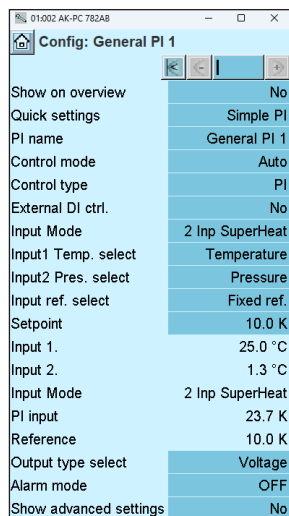 01:002 AK-PC 782AB
Config: General PI 1
Show on overview No
Quick settings Simple PI
PI name General PI 1
Control mode Auto
Control type PI
External DI ctrl. No
Input Mode 2 Inp SuperHeat
Input1 Temp. select Temperature
Input2 Pres. select Pressure
Input ref. select Fixed ref.
Setpoint 10.0 K
Input 1. 25.0 °C
Input 2. 1.3 °C
Input Mode 2 Inp SuperHeat
PI input 23.7 K
Reference 10.0 K
Output type select Voltage
Alarm mode OFF
Show advanced settings No